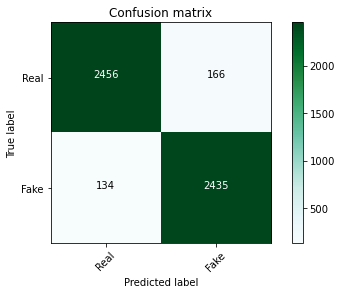 Confusion matrix
True label
Real
2456
166
Fake
134
2435
Real
Fake
Predicted label
2000
1500
1000
500